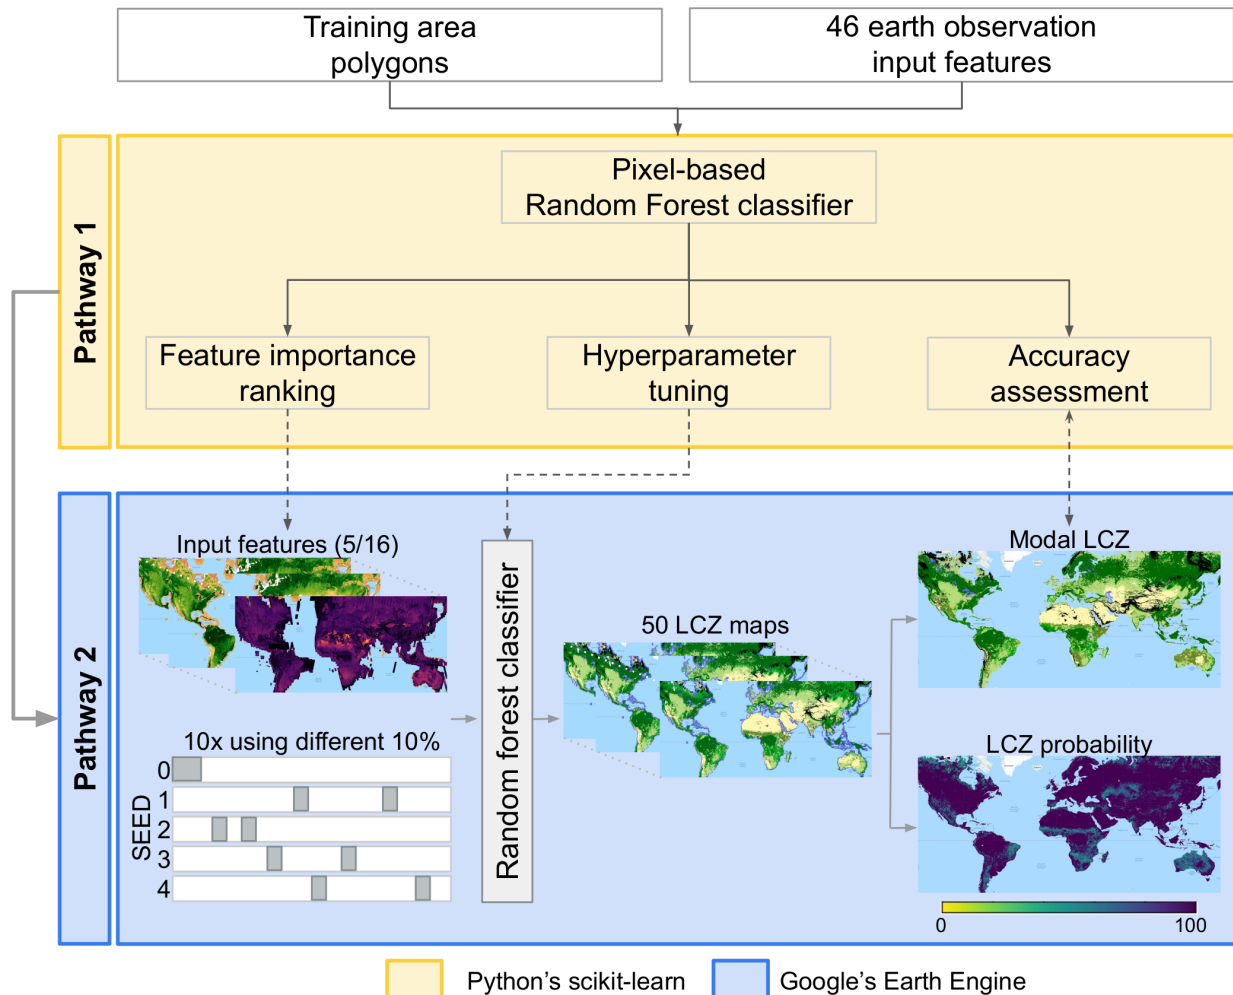 Training area
polygons
46 earth observation
input features
Pathway 1
Pixel-based
Random Forest classifier
Feature importance
ranking
Hyperparameter
tuning
Accuracy
assessment
Pathway 2
Input features (5/16)
10x using different 10%
SEED
0
1
2
3
4
Random forest classifier
50 LCZ maps
Modal LCZ
LCZ probability
0
100
Python’s scikit-learn
Google’s Earth Engine